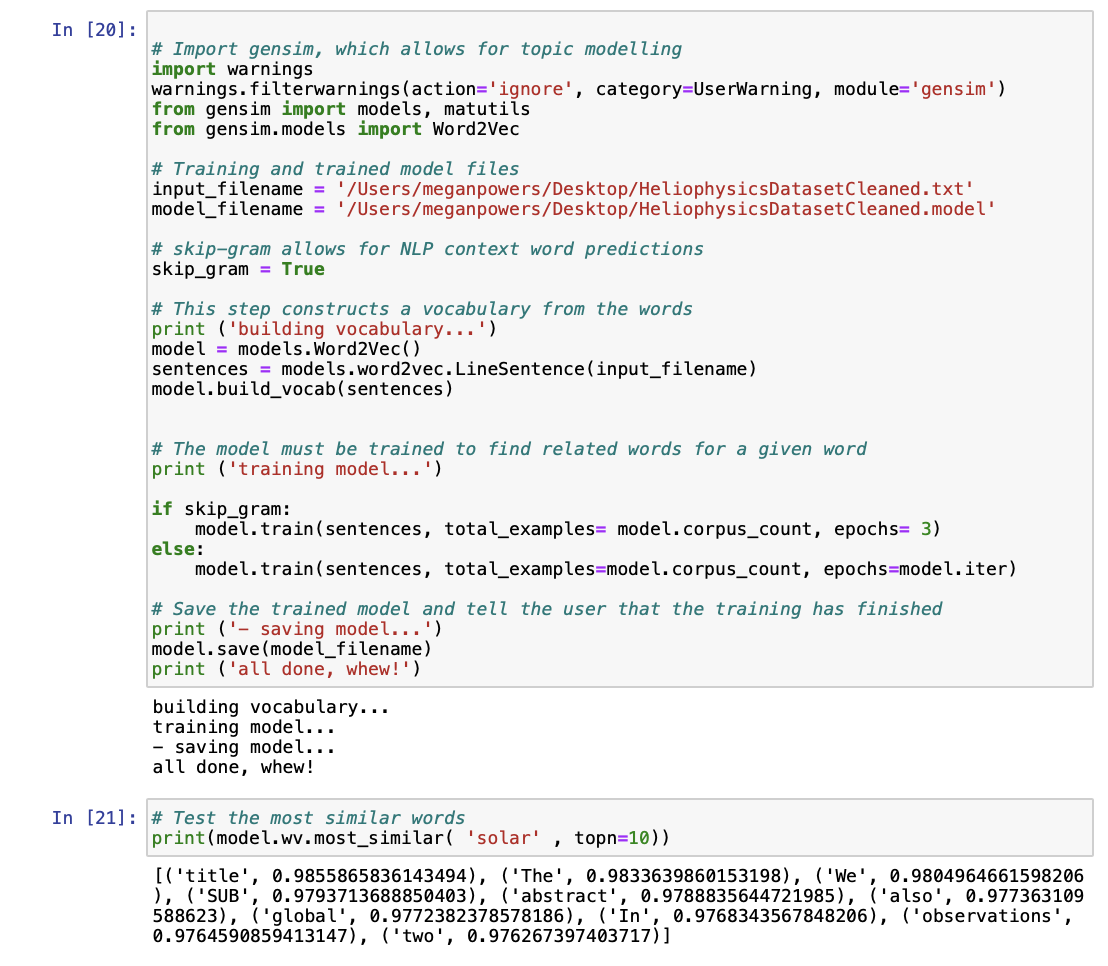 In [20]:
# Import gensim, which allows for topic modelling
import warnings
warnings.filterwarnings(action='ignore', category=UserWarning, module='gensim')
from gensim import models, matutils
from gensim.models import Word2Vec
# Training and trained model files
input_filename = '/Users/meganpowers/Desktop/HeliophysicsDatasetCleaned.txt'
model_filename = '/Users/meganpowers/Desktop/HeliophysicsDatasetCleaned.model'
# skip-gram allows for NLP context word predictions
skip_gram = True
# This step constructs a vocabulary from the words
print ('building vocabulary...')
model = models.Word2Vec()
sentences = models.word2vec.LineSentence(input_filename)
model.build_vocab(sentences)
# The model must be trained to find related words for a given word
print ('training model...')
if skip_gram:
    model.train(sentences, total_examples= model.corpus_count, epochs= 3)
else:
    model.train(sentences, total_examples=model.corpus_count, epochs=model.iter)
# Save the trained model and tell the user that the training has finished
print ('- saving model...')
model.save(model_filename)
print ('all done, whew!')
building vocabulary...
training model...
- saving model...
all done, whew!
In [21]:
# Test the most similar words
print(model.wv.most_similar( 'solar' , topn=10))
[('title', 0.9855865836143494), ('The', 0.9833639860153198), ('We', 0.9804964661598206
), ('SUB', 0.9793713688850403), ('abstract', 0.9788835644721985), ('also', 0.977363109
588623), ('global', 0.9772382378578186), ('In', 0.9768343567848206), ('observations',
0.9764590859413147), ('two', 0.976267397403717)]